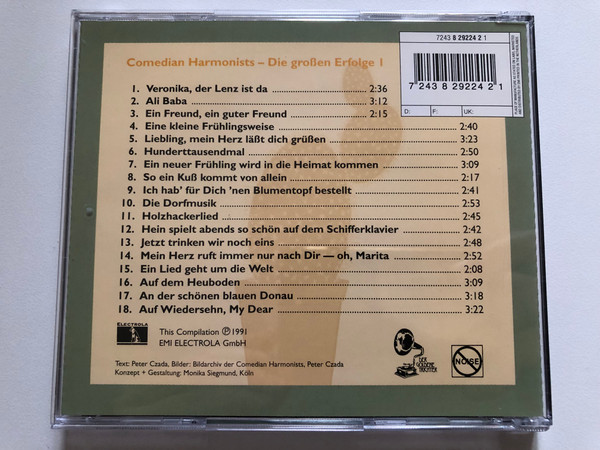 7243 8 29224 2 1
7 243 8 29224 2 1
D: F: UK:
Comedian Harmonists – Die großen Erfolge 1
1. Veronika, der Lenz ist da 2:36
2. Ali Baba 3:12
3. Ein Freund, ein guter Freund 2:15
4. Eine kleine Frühlingsweise 2:40
5. Liebling, mein Herz läßt dich grüßen 3:23
6. Hunderttausendmal 2:50
7. Ein neuer Frühling wird in die Heimat kommen 3:09
8. So ein Kuß kommt von allein 2:17
9. Ich hab' für Dich 'nen Blumentopf bestellt 2:41
10. Die Dorfmusik 2:53
11. Holzhackerlied 2:45
12. Hein spielt abends so schön auf dem Schifferklavier 2:42
13. Jetzt trinken wir noch eins 2:48
14. Mein Herz ruft immer nur nach Dir — oh, Marita 2:52
15. Ein Lied geht um die Welt 2:08
16. Auf dem Heuboden 3:09
17. An der schönen blauen Donau 3:18
18. Auf Wiedersehn, My Dear 3:22
ELECTROLA
This Compilation ℗ 1991
EMI ELECTROLA GmbH
DER
GOLDENE
TRICHTER
NO NOISE
Text: Peter Czada, Bilder: Bildarchiv der Comedian Harmonists, Peter Czada
Konzept + Gestaltung: Monika Siegmund, Köln